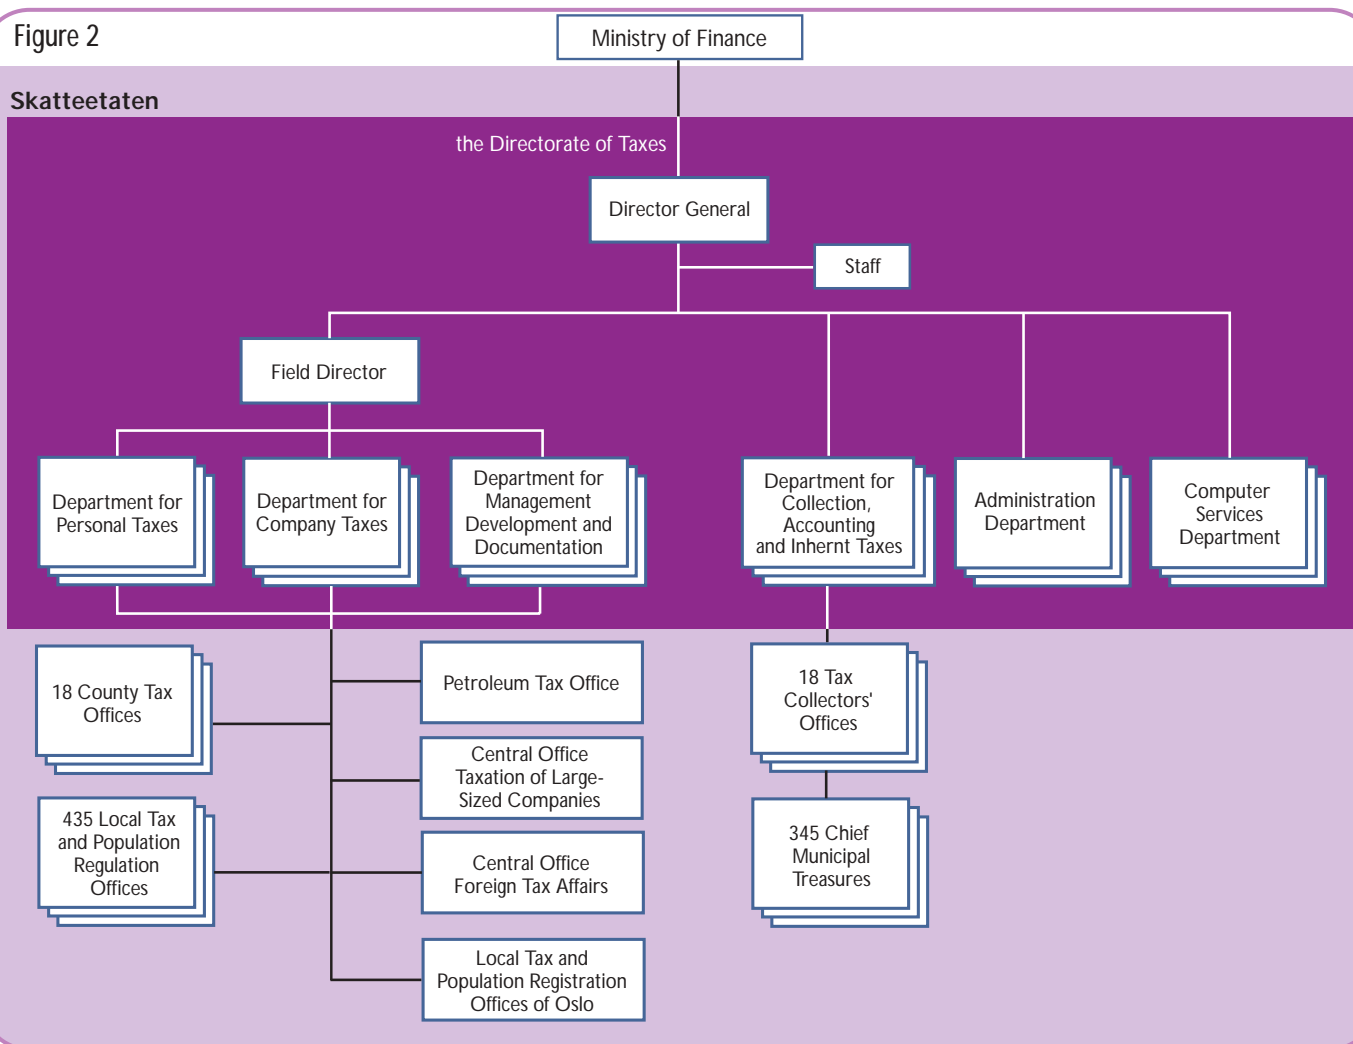 Figure 2
Ministry of Finance
Skatteetaten
the Directorate of Taxes
Director General
Staff
Field Director
Department for
Personal Taxes
Department for
Company Taxes
Department for
Management
Development and
Documentation
Department for
Collection,
Accounting
and Inhernt Taxes
Administration
Department
Computer
Services
Department
18 County Tax
Offices
Petroleum Tax Office
18 Tax
Collectors'
Offices
Central Office
Taxation of Large-
Sized Companies
435 Local Tax
and Population
Regulation
Offices
Central Office
Foreign Tax Affairs
345 Chief
Municipal
Treasures
Local Tax and
Population Registration
Offices of Oslo